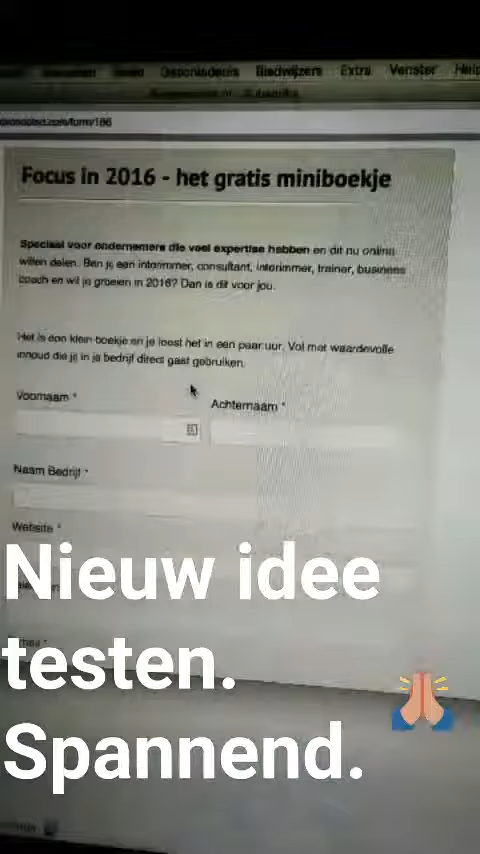 Bladwijzers Extra Venster Help
Focus in 2016 - het gratis miniboekje
Speciaal voor ondernemers die veel expertise hebben en dit nu online
willen delen. Ben jij een interimmer, consultant, interimmer, trainer, business
coach en wil je groeien in 2016? Dan is dit voor jou.
Het is een klein boekje en je leest het in een paar uur. Vol met waardevolle
inhoud die je in je bedrijf direct gaat gebruiken.
Voornaam *
Achternaam *
Naam Bedrijf *
Website *
Nieuw idee
testen.
Spannend.